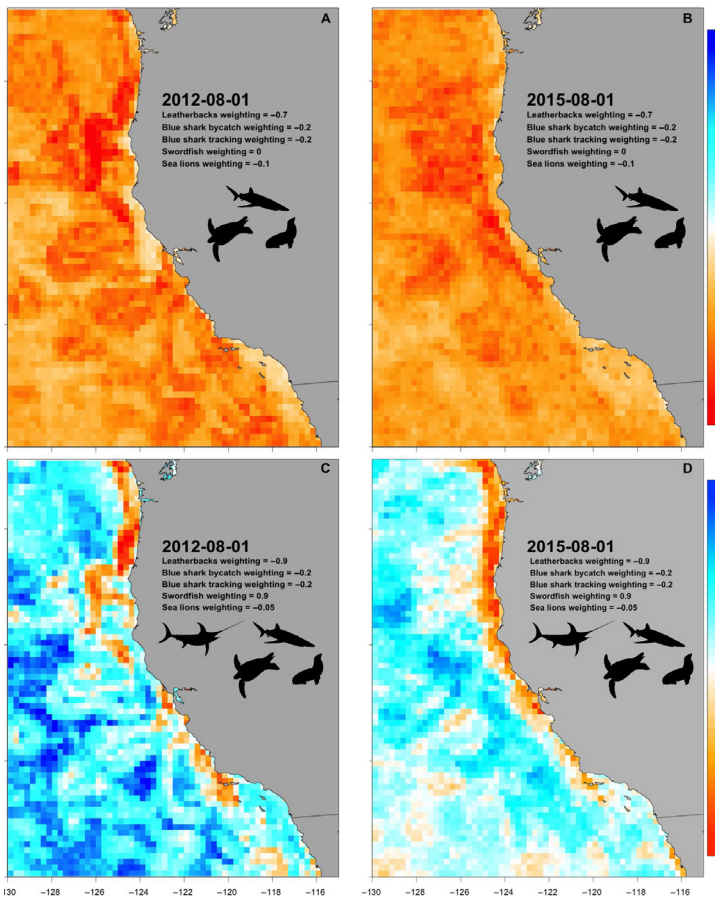 A
2012-08-01
Leatherbacks weighting = −0.7
Blue shark bycatch weighting = −0.2
Blue shark tracking weighting = −0.2
Swordfish weighting = 0
Sea lions weighting = −0.1
B
2015-08-01
Leatherbacks weighting = −0.7
Blue shark bycatch weighting = −0.2
Blue shark tracking weighting = −0.2
Swordfish weighting = 0
Sea lions weighting = −0.1
C
2012-08-01
Leatherbacks weighting = −0.9
Blue shark bycatch weighting = −0.2
Blue shark tracking weighting = −0.2
Swordfish weighting = 0.9
Sea lions weighting = −0.05
D
2015-08-01
Leatherbacks weighting = −0.9
Blue shark bycatch weighting = −0.2
Blue shark tracking weighting = −0.2
Swordfish weighting = 0.9
Sea lions weighting = −0.05
130 −128 −126 −124 −122 −120 −118 −116
−130 −128 −126 −124 −122 −120 −118 −116